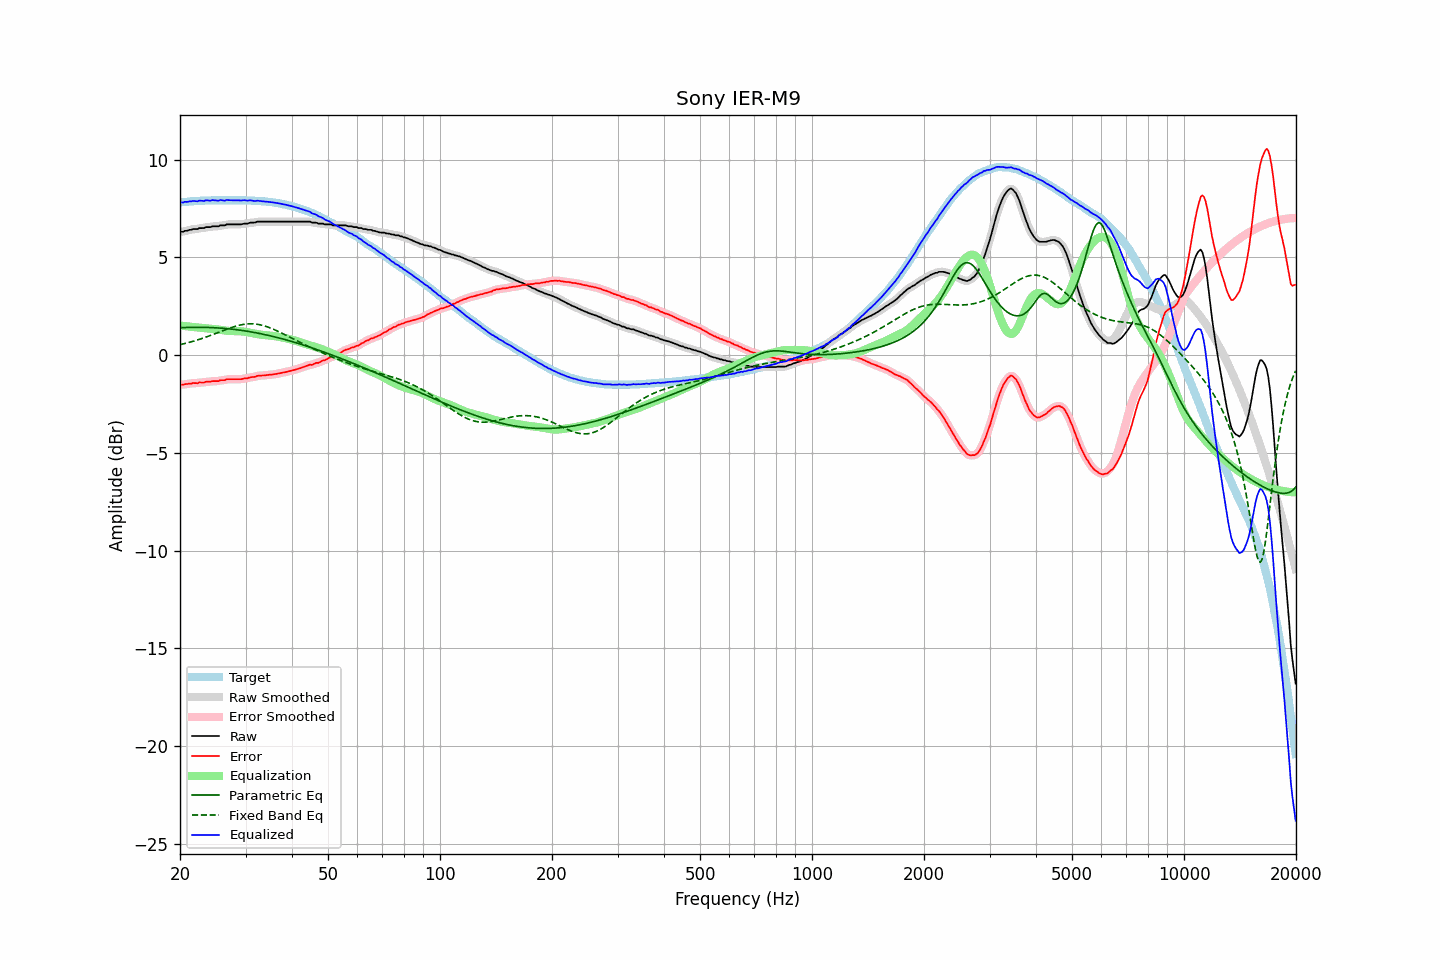 Sony IER-M9
10
5
0
−5
−10
−15
−20
−25
Amplitude (dBr)
Target
Raw Smoothed
Error Smoothed
Raw
Error
Equalization
Parametric Eq
Fixed Band Eq
Equalized
20 50 100 200 500 1000 2000 5000 10000 20000
Frequency (Hz)